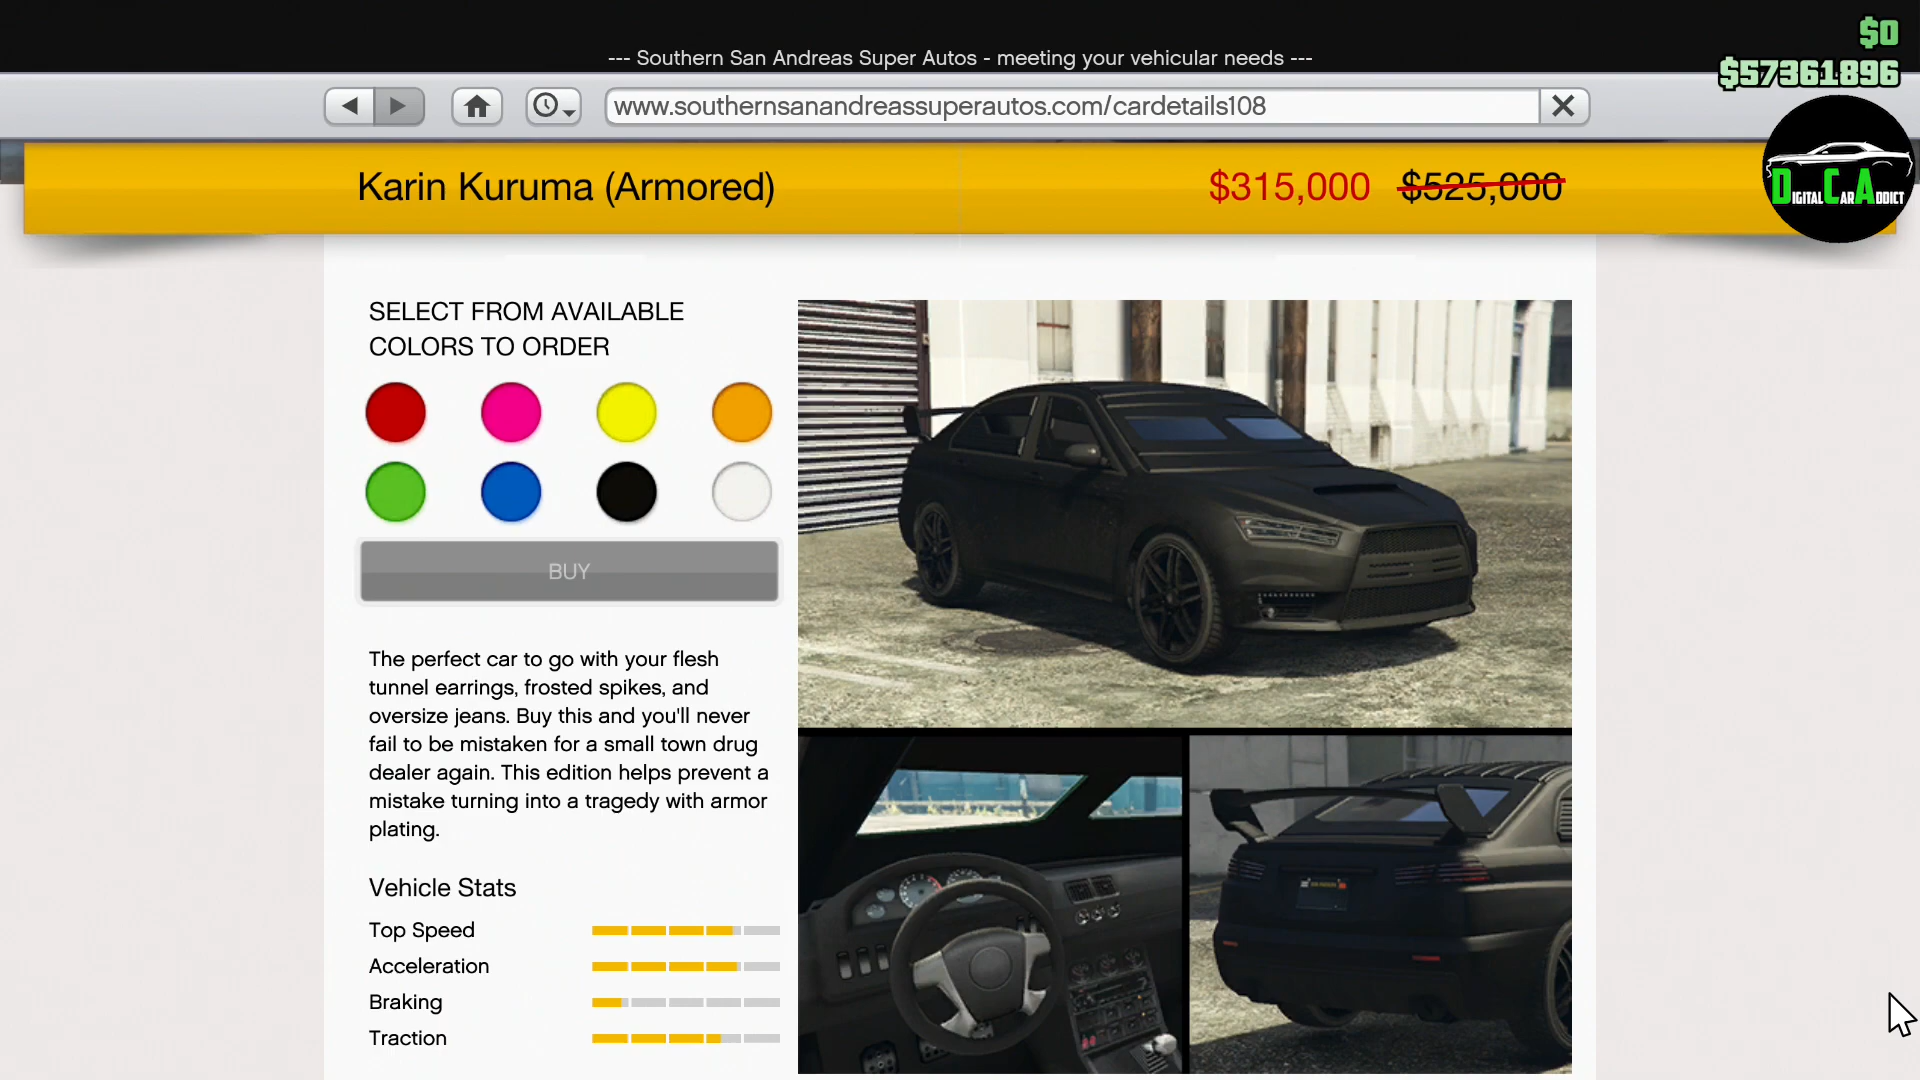 $0
--- Southern San Andreas Super Autos - meeting your vehicular needs ---
$57361896
www.southernsanandreassuperautos.com/cardetails108
Karin Kuruma (Armored)
$315,000 $525,000
DIGITALCARADDICT
SELECT FROM AVAILABLE
COLORS TO ORDER
BUY
The perfect car to go with your flesh
tunnel earrings, frosted spikes, and
oversize jeans. Buy this and you'll never
fail to be mistaken for a small town drug
dealer again. This edition helps prevent a
mistake turning into a tragedy with armor
plating.
Vehicle Stats
Top Speed
Acceleration
Braking
Traction